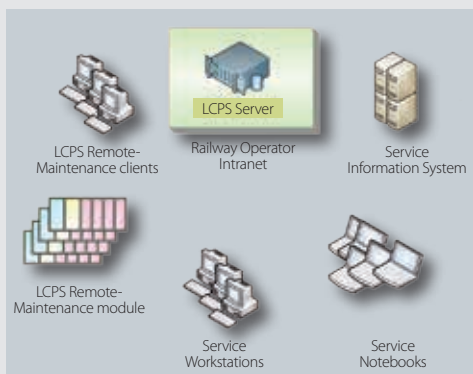 LCPS Server
LCPS Remote-
Maintenance clients
Railway Operator
Intranet
Service
Information System
LCPS Remote-
Maintenance module
Service
Workstations
Service
Notebooks